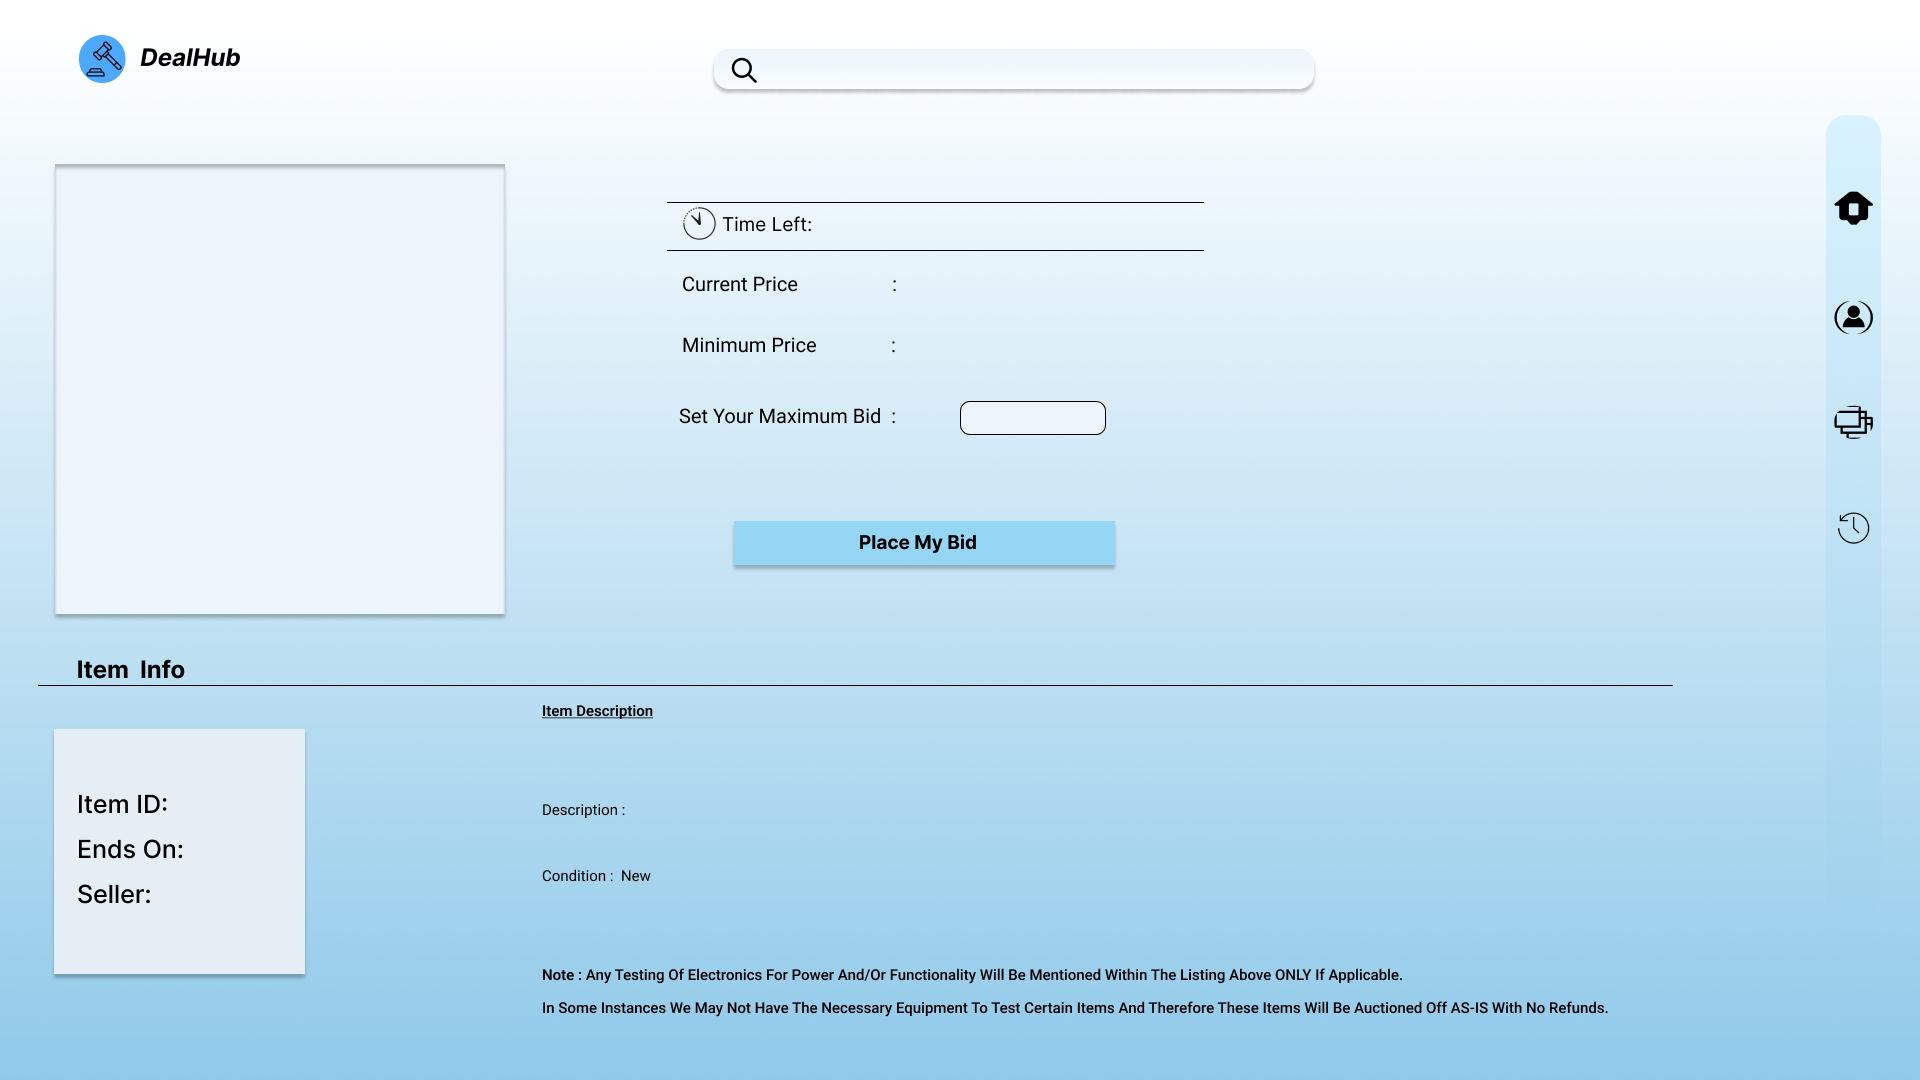 DealHub
Time Left:
Current Price :
Minimum Price :
Set Your Maximum Bid :
Place My Bid
Item Info
Item Description
Item ID:
Ends On:
Seller:
Description :
Condition : New
Note : Any Testing Of Electronics For Power And/Or Functionality Will Be Mentioned Within The Listing Above ONLY If Applicable.
In Some Instances We May Not Have The Necessary Equipment To Test Certain Items And Therefore These Items Will Be Auctioned Off AS-IS With No Refunds.